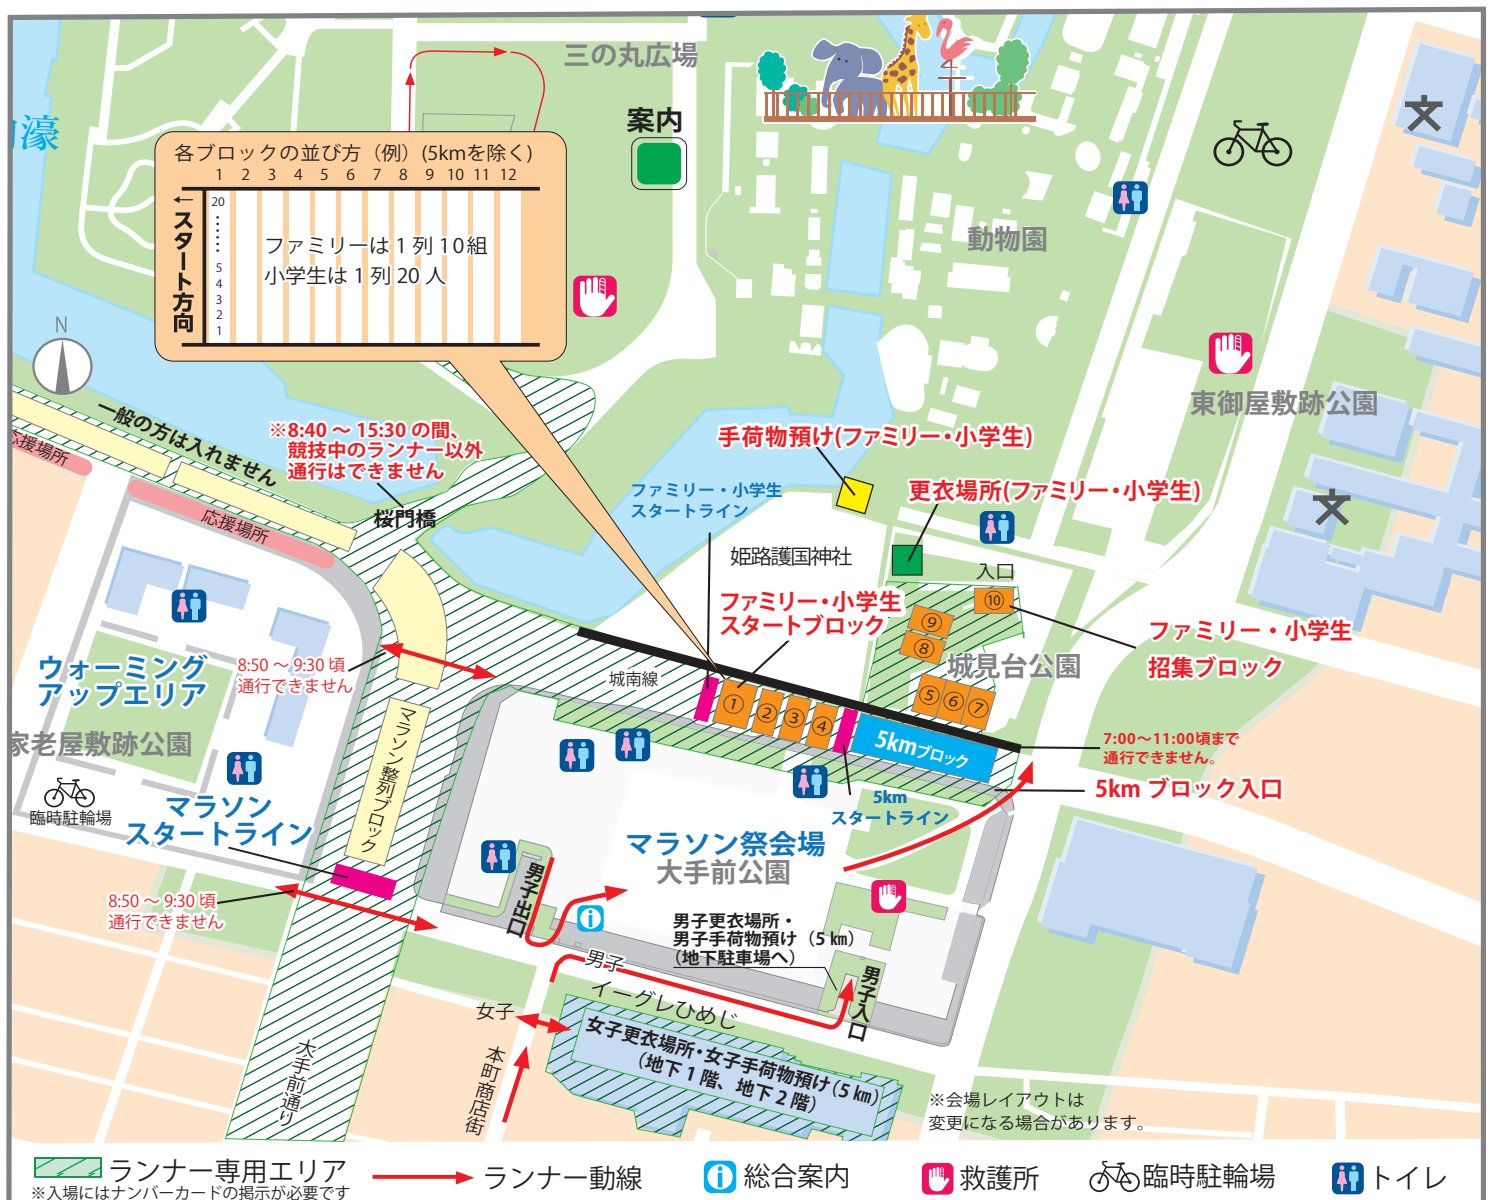 三の丸広場
案内
濠
各ブロックの並び方（例）(5kmを除く)
1 2 3 4 5 6 7 8 9 10 11 12
←スタート方向
20
5
4
3
2
1
ファミリーは1列10組
小学生は1列20人
動物園
N
東御屋敷跡公園
一般の方は入れません
応援場所
応援場所
※8:40～15:30の間、
競技中のランナー以外
通行はできません
桜門橋
手荷物預け(ファミリー・小学生)
ファミリー・小学生
スタートライン
更衣場所(ファミリー・小学生)
姫路護国神社
入口
ファミリー・小学生
スタートブロック
⑩
⑨
⑧
ファミリー・小学生
招集ブロック
城見台公園
⑤
⑥
⑦
城南線
①
②
③
④
5kmブロック
ウォーミング
アップエリア
8:50～9:30頃
通行できません
家老屋敷跡公園
マラソン整列ブロック
7:00～11:00頃まで
通行できません。
5km ブロック入口
5km
スタートライン
臨時駐輪場
マラソン
スタートライン
マラソン祭会場
大手前公園
8:50～9:30頃
通行できません
男子出口
男子更衣場所・
男子手荷物預け（5㎞）
（地下駐車場へ）
男子入口
男子
イーグレひめじ
女子
女子更衣場所・女子手荷物預け（5㎞）
（地下1階、地下2階）
本町商店街
大手前通り
※会場レイアウトは
変更になる場合があります。
ランナー専用エリア
※入場にはナンバーカードの掲示が必要です
ランナー動線
総合案内
救護所
臨時駐輪場
トイレ